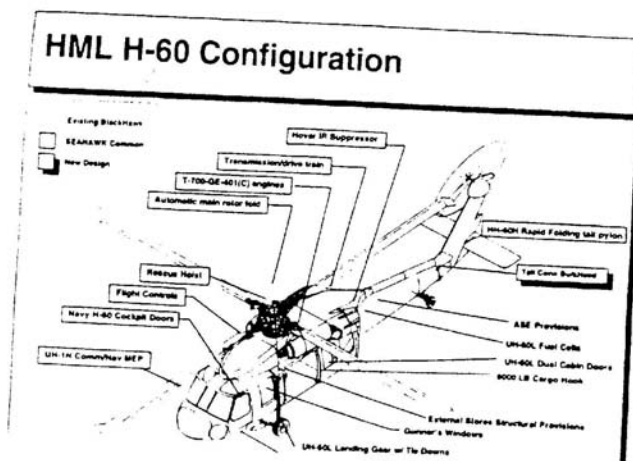 HML H-60 Configuration
Existing BlackHawk
SEAHAWK Common
New Design
Hover IR Suppressor
Transmission/drive train
T-700-GE-401(C) engines
Automatic main rotor fold
HH-60H Rapid Folding tail pylon
Rescue Hoist
Tail Cone Bulkhead
Flight Controls
Navy H-60 Cockpit Doors
ASE Provisions
UH-60L Fuel Cells
UH-1N Comm/Nav MEP
UH-60L Dual Cabin Doors
9000 LB Cargo Hook
External Stores Structural Provisions
Gunner's Windows
UH-60L Landing Gear w/ Tie Downs